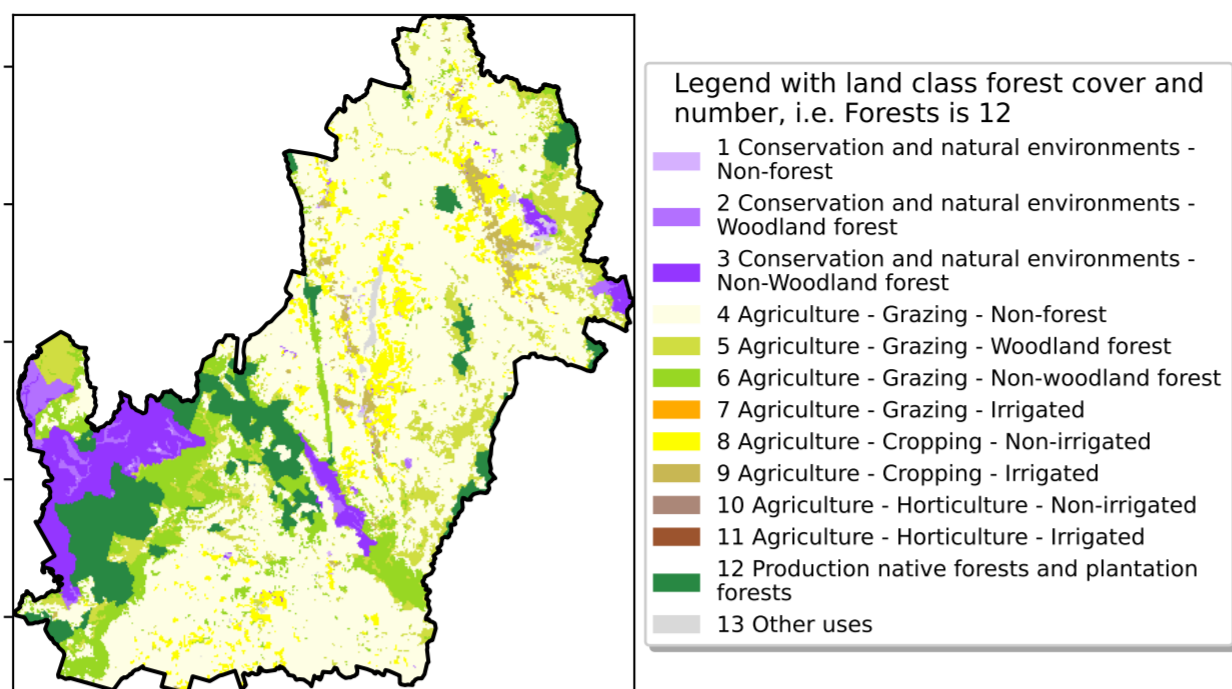 Legend with land class forest cover and
number, i.e. Forests is 12
1 Conservation and natural environments -
Non-forest
2 Conservation and natural environments -
Woodland forest
3 Conservation and natural environments -
Non-Woodland forest
4 Agriculture - Grazing - Non-forest
5 Agriculture - Grazing - Woodland forest
6 Agriculture - Grazing - Non-woodland forest
7 Agriculture - Grazing - Irrigated
8 Agriculture - Cropping - Non-irrigated
9 Agriculture - Cropping - Irrigated
10 Agriculture - Horticulture - Non-irrigated
11 Agriculture - Horticulture - Irrigated
12 Production native forests and plantation
forests
13 Other uses